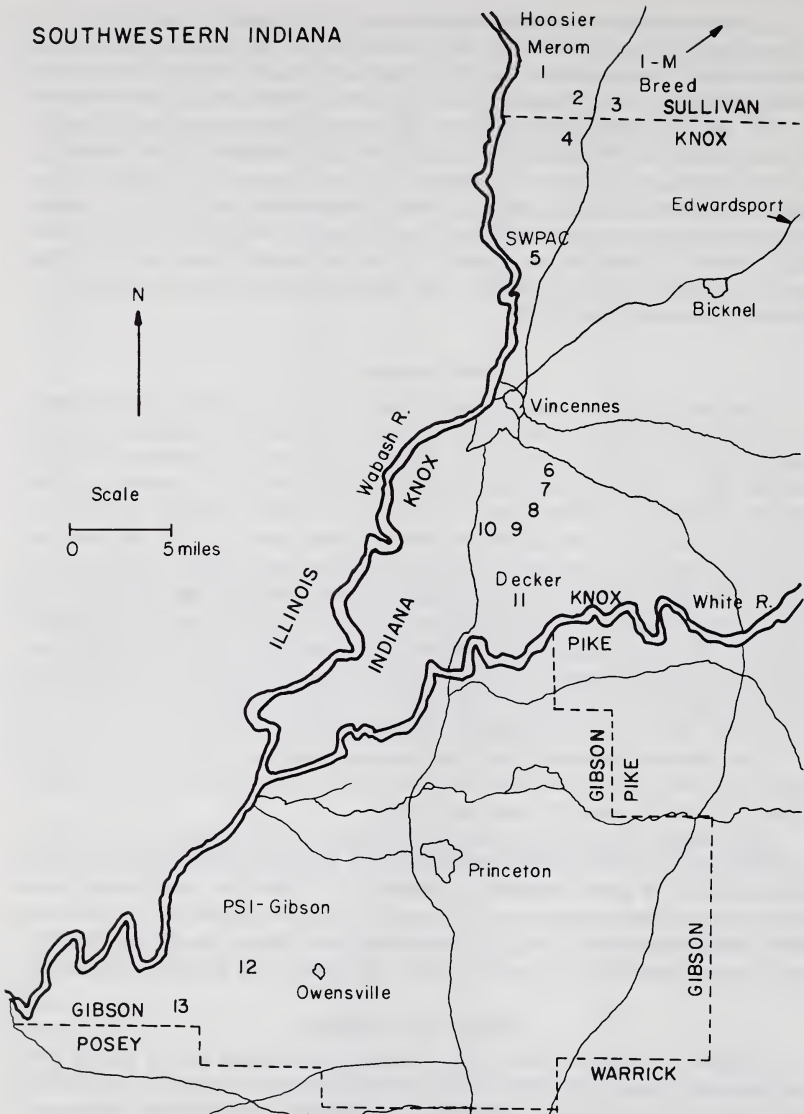 SOUTHWESTERN INDIANA
Hoosier
Merom
1
I-M
Breed
2
3
SULLIVAN
4
KNOX
Edwardsport
SWPAC
5
N
Bicknel
Vincennes
Wabash R.
KNOX
6
7
8
10
9
Scale
0
5 miles
ILLINOIS
INDIANA
Decker
11
KNOX
White R.
PIKE
GIBSON
PIKE
Princeton
PSI-Gibson
12
Owensville
GIBSON
GIBSON
13
POSEY
WARRICK